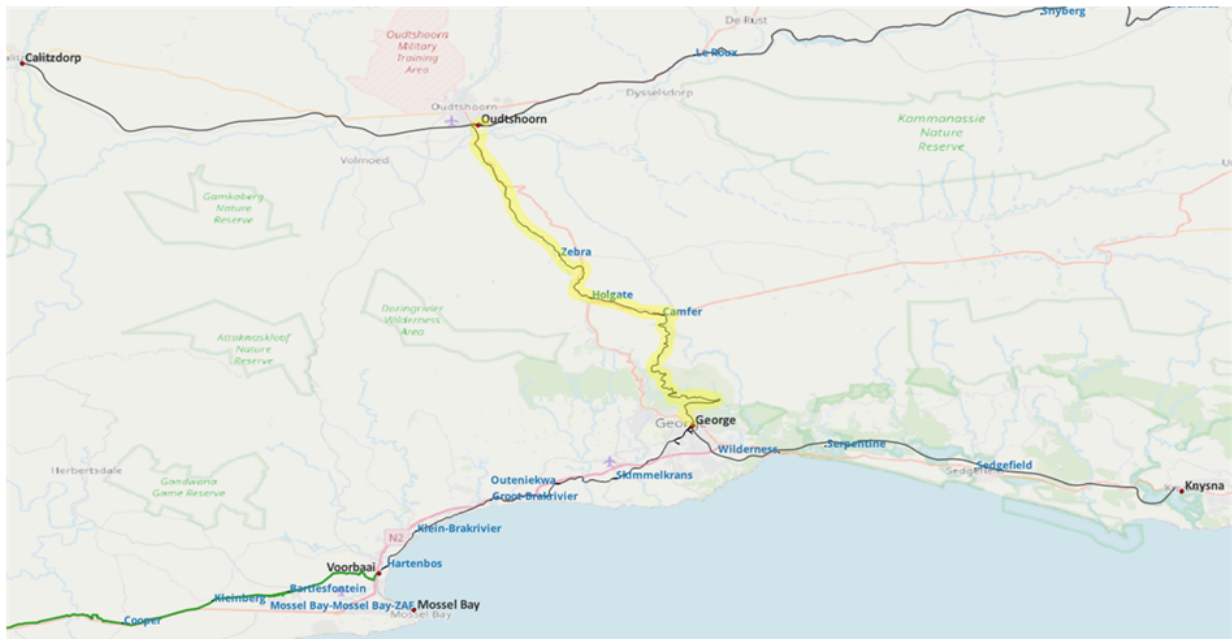 Snyberg
De Rust
Oudtshoorn
Military
Training
Area
Le Roux
Calitzdorp
Dysselsdorp
Oudtshoorn
Oudtshoorn
Kammanassie
Nature
Reserve
Volmoed
Gamkaberg
Nature
Reserve
Zebra
Holgate
Camfer
Doringrivier
Wilderness
Area
Attakwaskloof
Nature
Reserve
George
Georg
Wilderness
Serpentine
Herbertsdale
Sedgefield
Sedgefield
Gondwana
Game Reserve
Outeniekwa
Skimmelkrans
Groot-Brakrivier
Knysna
Klein-Brakrivier
N2
Hartenbos
Voorbaai
Bartlesfontein
Kleinberg
Mossel Bay-Mossel Bay-ZAF
Mossel Bay
Mossel Bay
Cooper